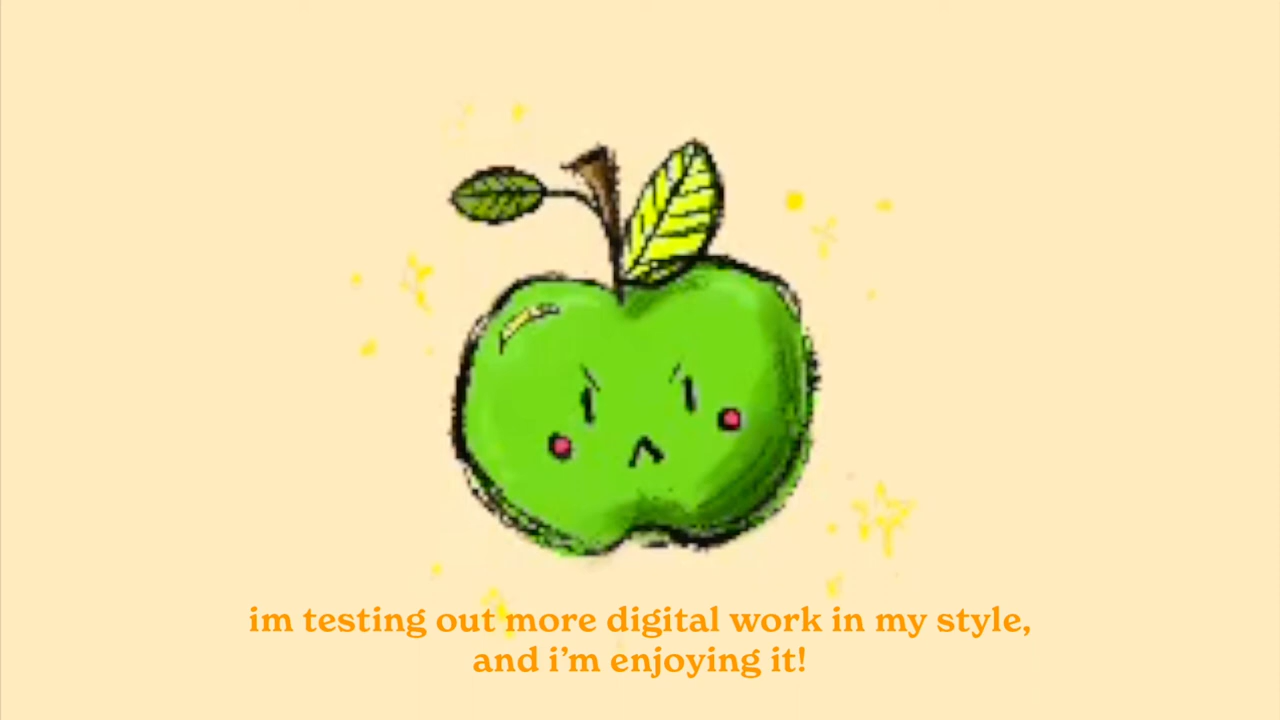 im testing out more digital work in my style,
and i’m enjoying it!